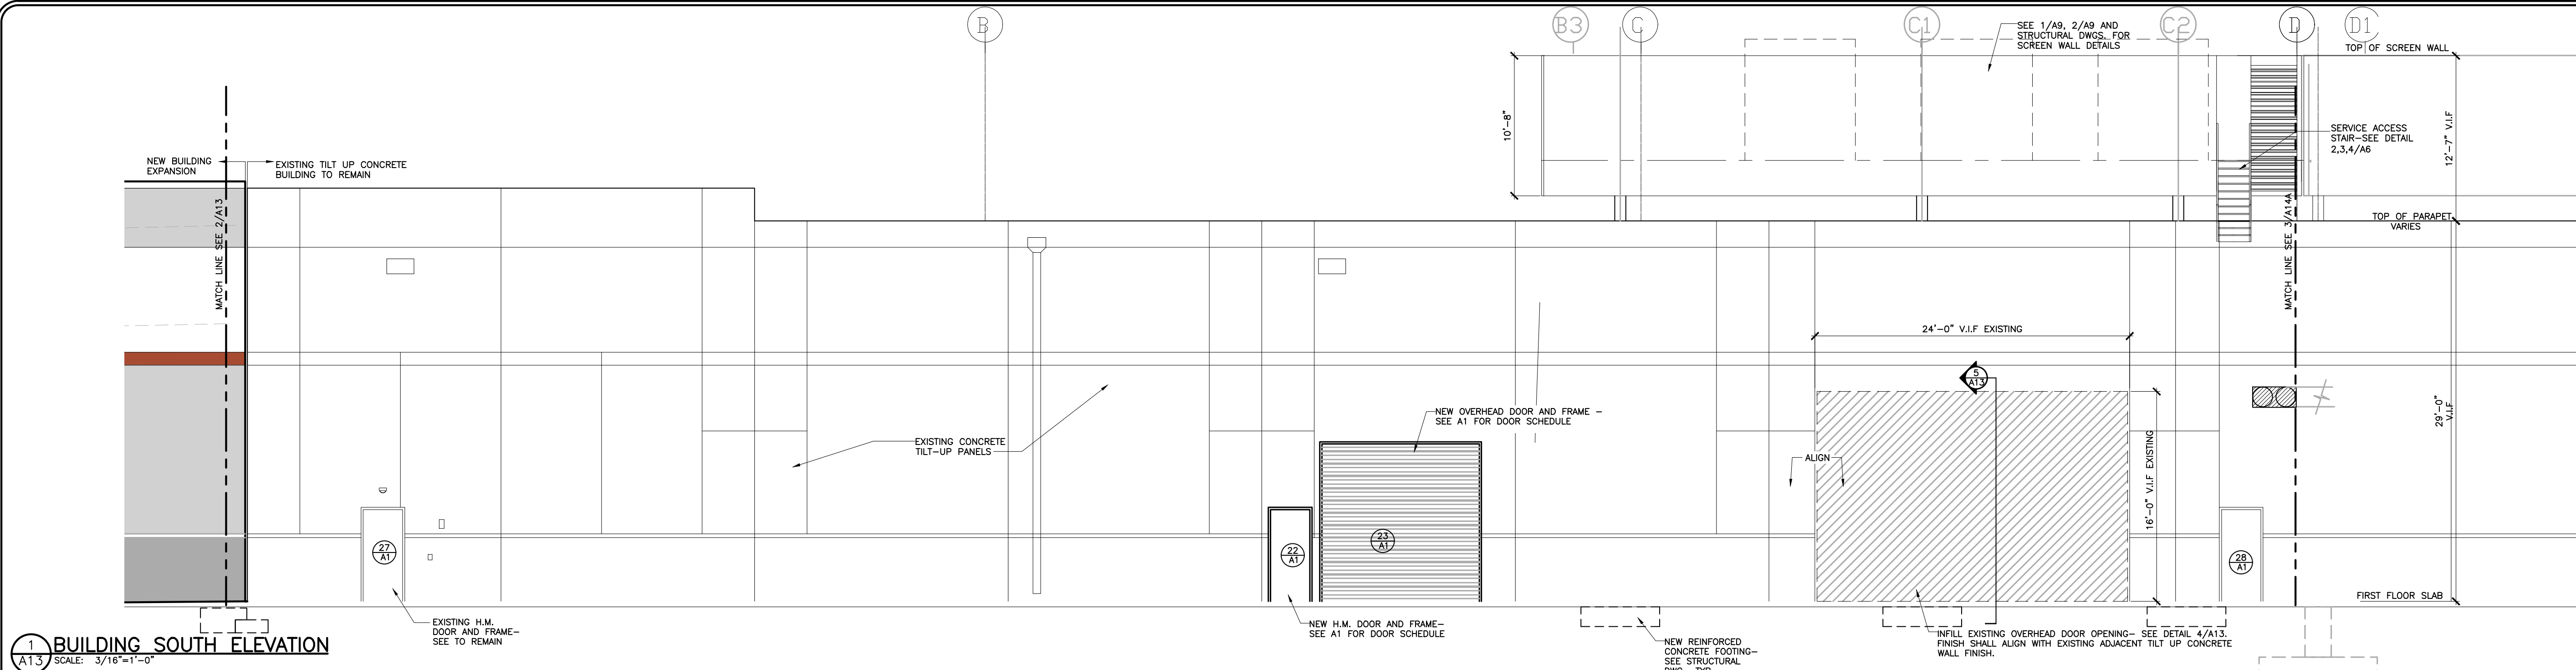 B
B3
C
C1
C2
D
D1
SEE 1/A9, 2/A9 AND
STRUCTURAL DWGS. FOR
SCREEN WALL DETAILS
TOP OF SCREEN WALL
10'-8"
12'-7" V.I.F
SERVICE ACCESS
STAIR-SEE DETAIL
2,3,4/A6
NEW BUILDING
EXPANSION
EXISTING TILT UP CONCRETE
BUILDING TO REMAIN
MATCH LINE SEE 2/A13
MATCH LINE SEE 3/A14A
TOP OF PARAPET
VARIES
24'-0" V.I.F EXISTING
5
A13
29'-0"
V.I.F
NEW OVERHEAD DOOR AND FRAME -
SEE A1 FOR DOOR SCHEDULE
EXISTING CONCRETE
TILT-UP PANELS
ALIGN
16'-0" V.I.F EXISTING
27
A1
22
A1
23
A1
28
A1
FIRST FLOOR SLAB
EXISTING H.M.
DOOR AND FRAME-
SEE TO REMAIN
NEW H.M. DOOR AND FRAME-
SEE A1 FOR DOOR SCHEDULE
NEW REINFORCED
CONCRETE FOOTING-
SEE STRUCTURAL
INFILL EXISTING OVERHEAD DOOR OPENING- SEE DETAIL 4/A13.
FINISH SHALL ALIGN WITH EXISTING ADJACENT TILT UP CONCRETE
WALL FINISH.
1
A13
BUILDING SOUTH ELEVATION
SCALE: 3/16"=1'-0"